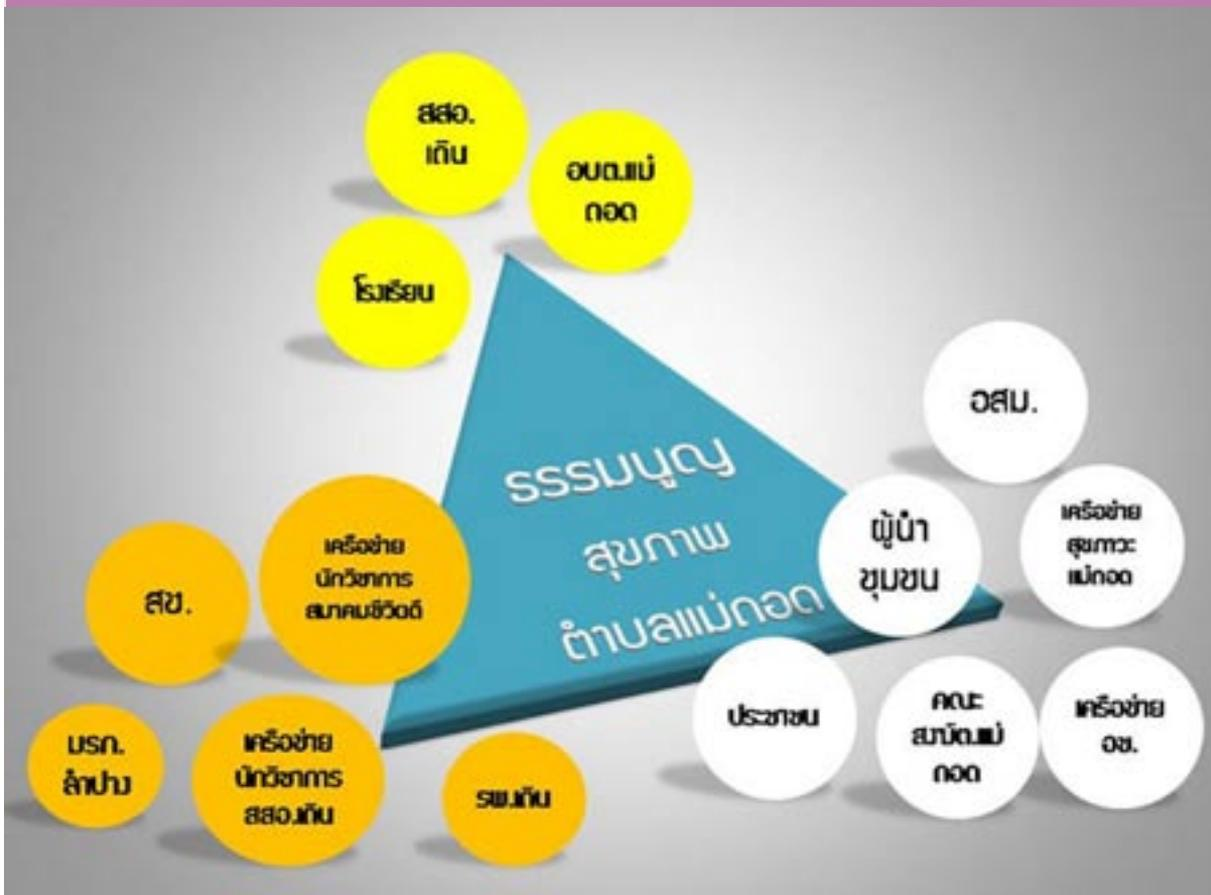 สสอ.
เถิน
อบต.แม่
ถอด
โรงเรียน
ธรรมนูญ
สุขภาพ
ตำบลแม่ถอด
อสม.
ผู้นำ
ชุมชน
เครือข่าย
สุขภาวะ
แม่ถอด
ประชาชน
คณะ
สงฆ์ต.แม่
ถอด
เครือข่าย
อช.
สช.
เครือข่าย
นักวิชาการ
สมาคมชีวิตดี
มรภ.
ลำปาง
เครือข่าย
นักวิชาการ
สสอ.เถิน
รพ.เถิน